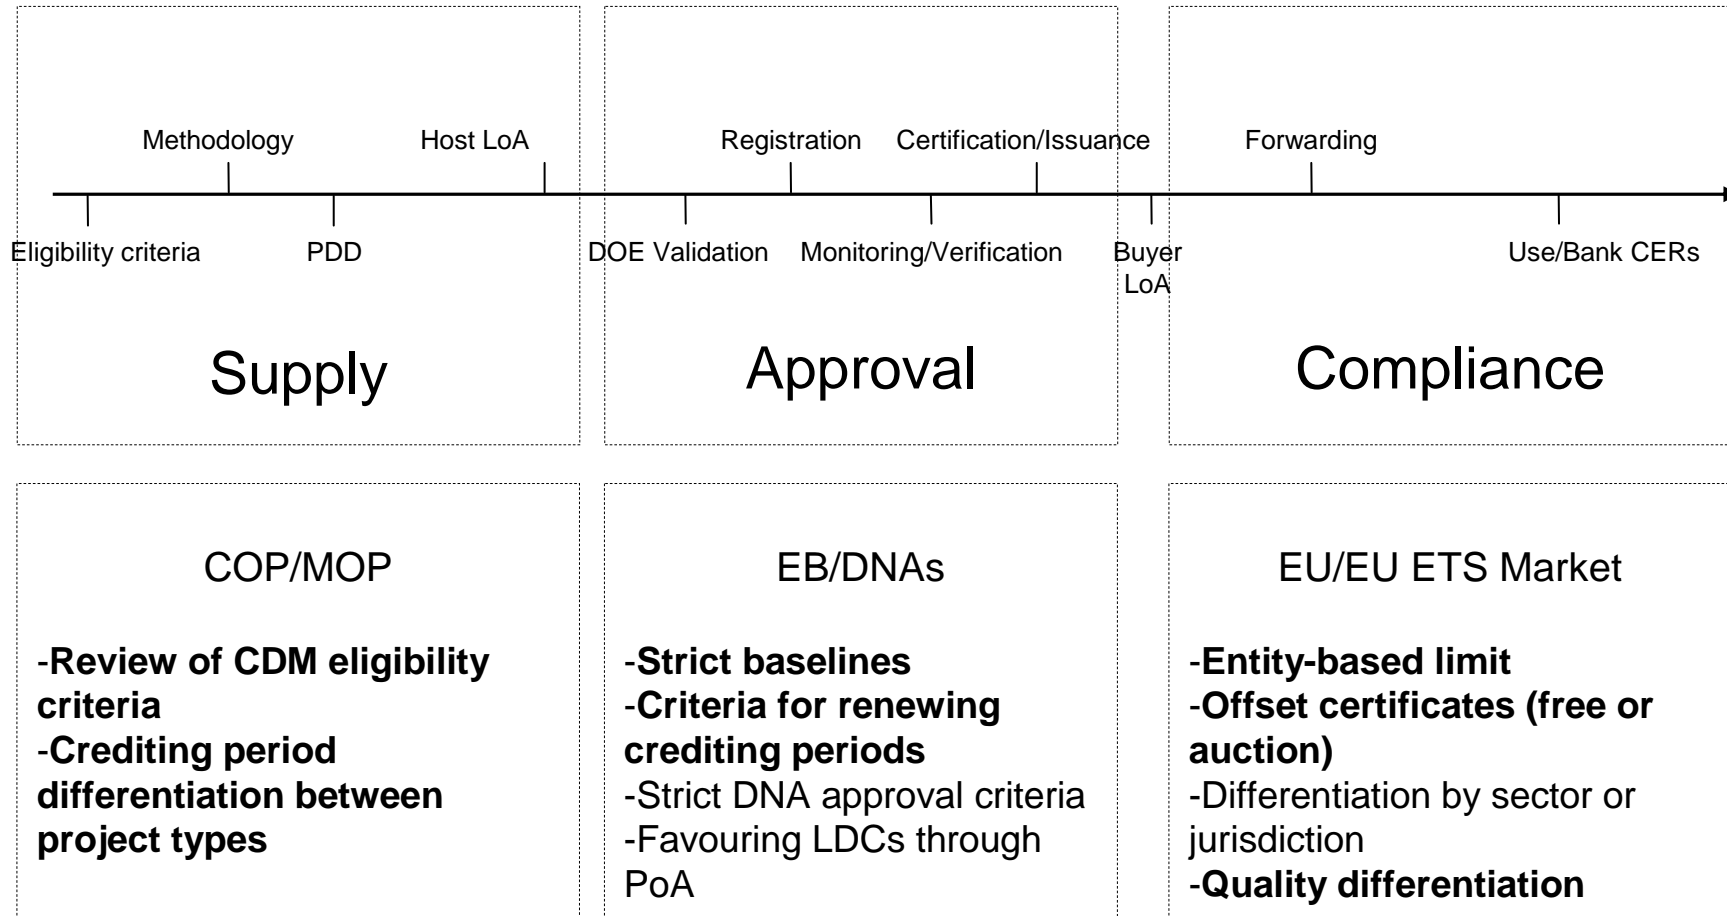 Methodology
Host LoA
Registration
Certification/Issuance
Forwarding
Eligibility criteria
PDD
DOE Validation
Monitoring/Verification
Buyer
LoA
Use/Bank CERs
Supply
Approval
Compliance
COP/MOP
-Review of CDM eligibility
criteria
-Crediting period
differentiation between
project types
EB/DNAs
-Strict baselines
-Criteria for renewing
crediting periods
-Strict DNA approval criteria
-Favouring LDCs through
PoA
EU/EU ETS Market
-Entity-based limit
-Offset certificates (free or
auction)
-Differentiation by sector or
jurisdiction
-Quality differentiation